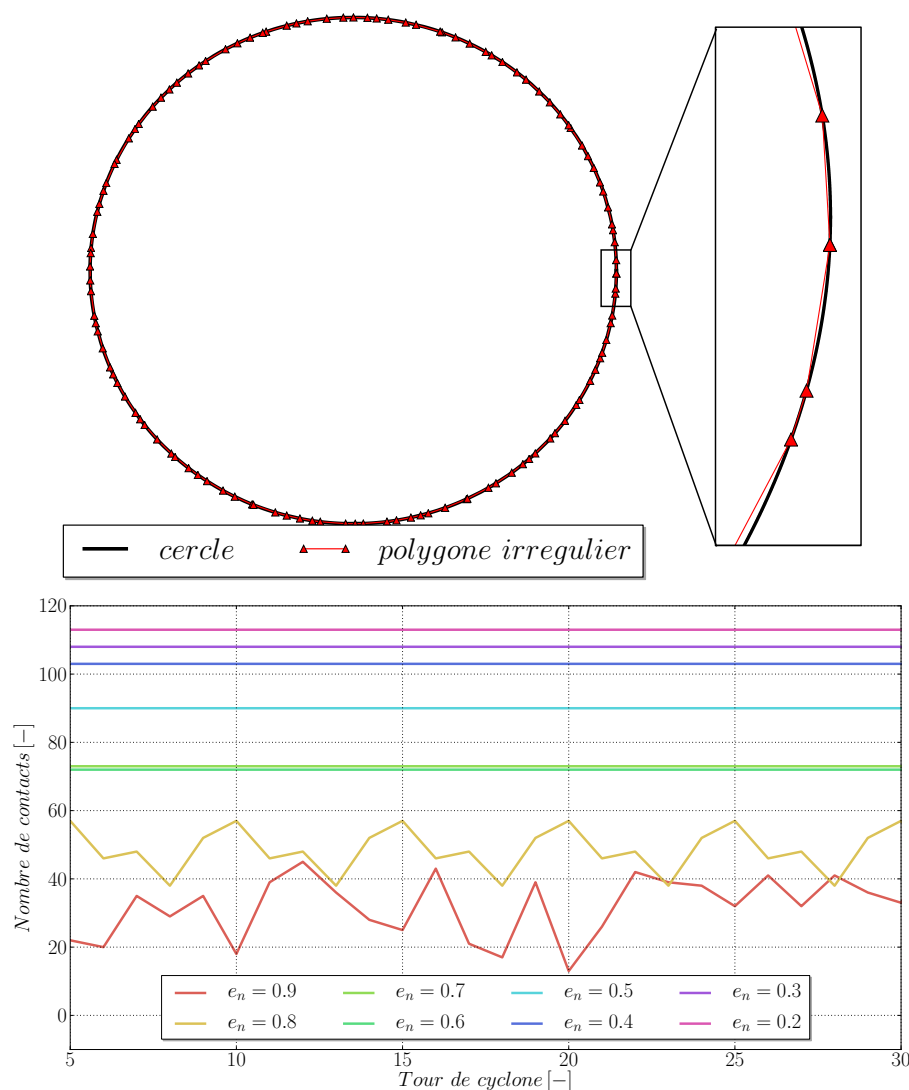 cercle
polygone irregulier
120
100
80
60
40
20
0
Nombre de contacts [−]
e_n = 0.9
e_n = 0.7
e_n = 0.5
e_n = 0.3
e_n = 0.8
e_n = 0.6
e_n = 0.4
e_n = 0.2
5
10
15
20
25
30
Tour de cyclone [−]